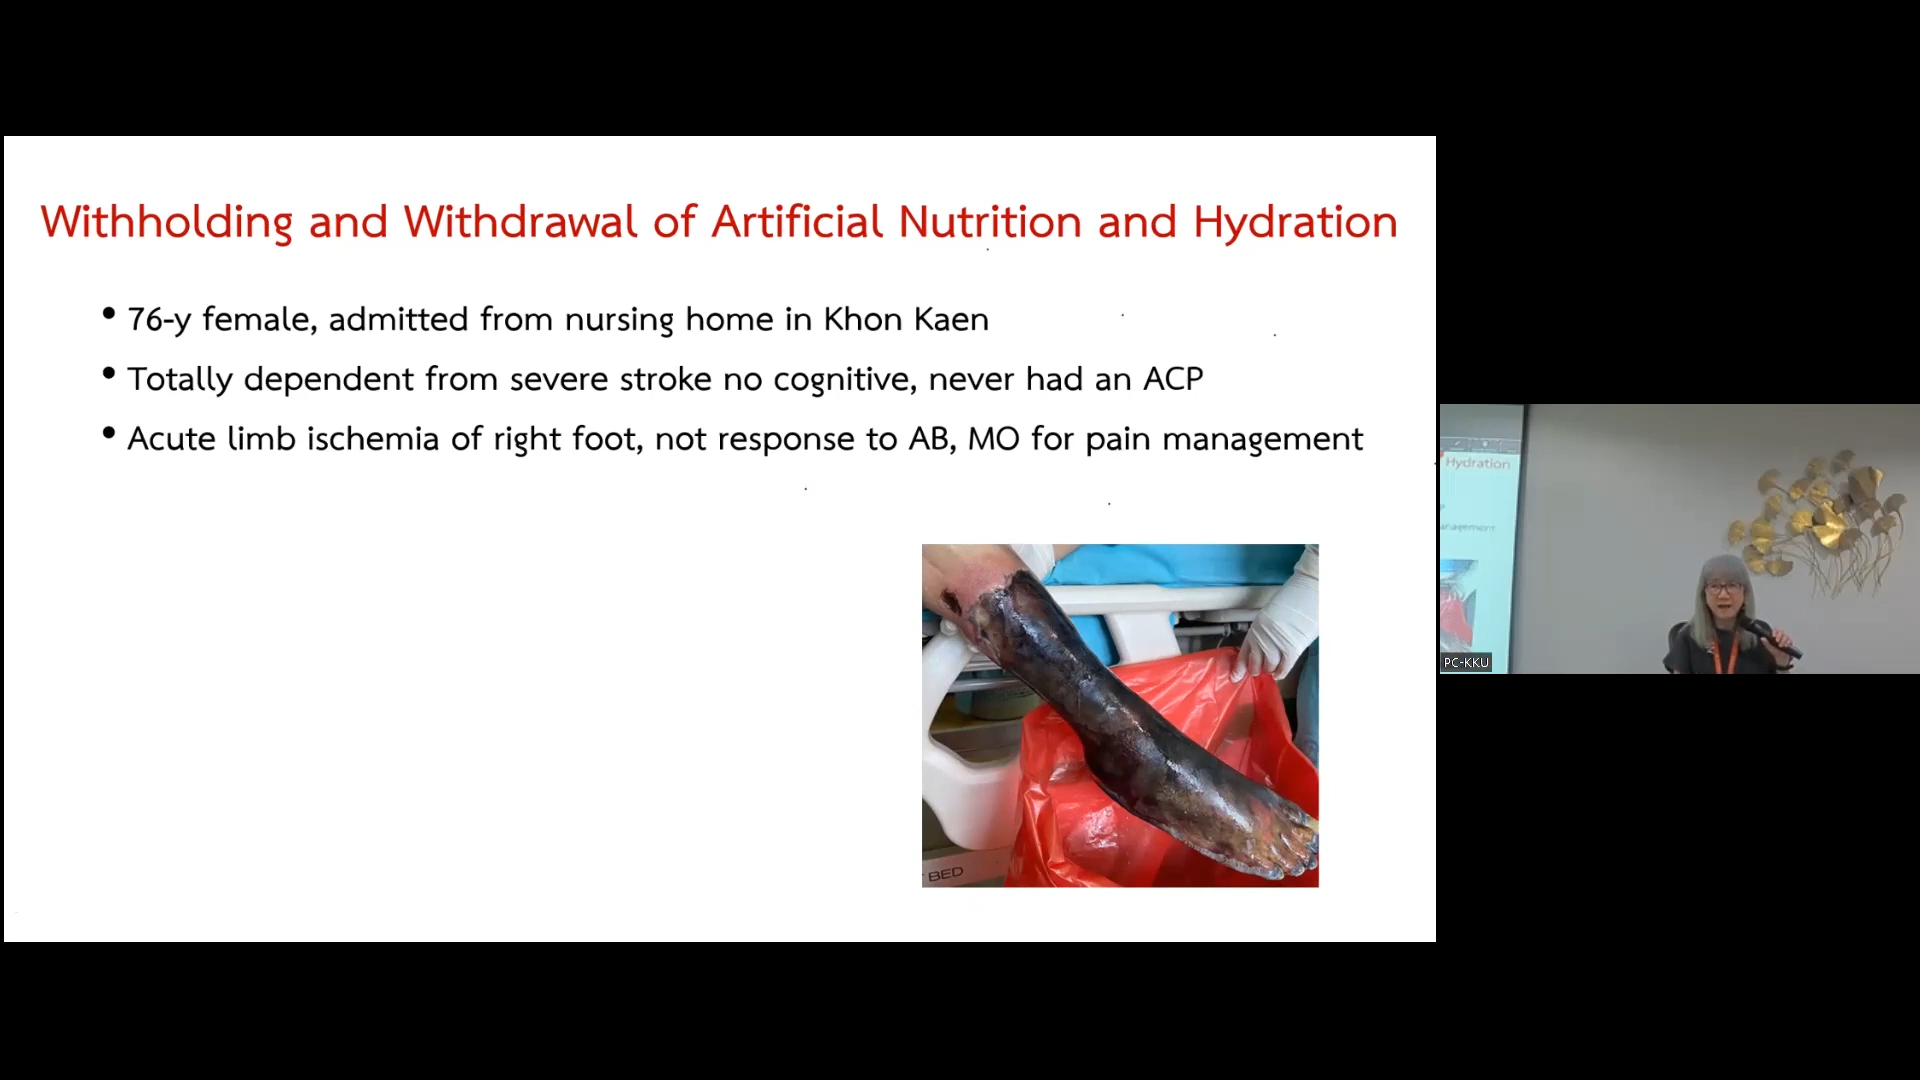 Withholding and Withdrawal of Artificial Nutrition and Hydration
• 76-y female, admitted from nursing home in Khon Kaen
• Totally dependent from severe stroke no cognitive, never had an ACP
• Acute limb ischemia of right foot, not response to AB, MO for pain management
BED
Hydration
anagement
PC-KKU